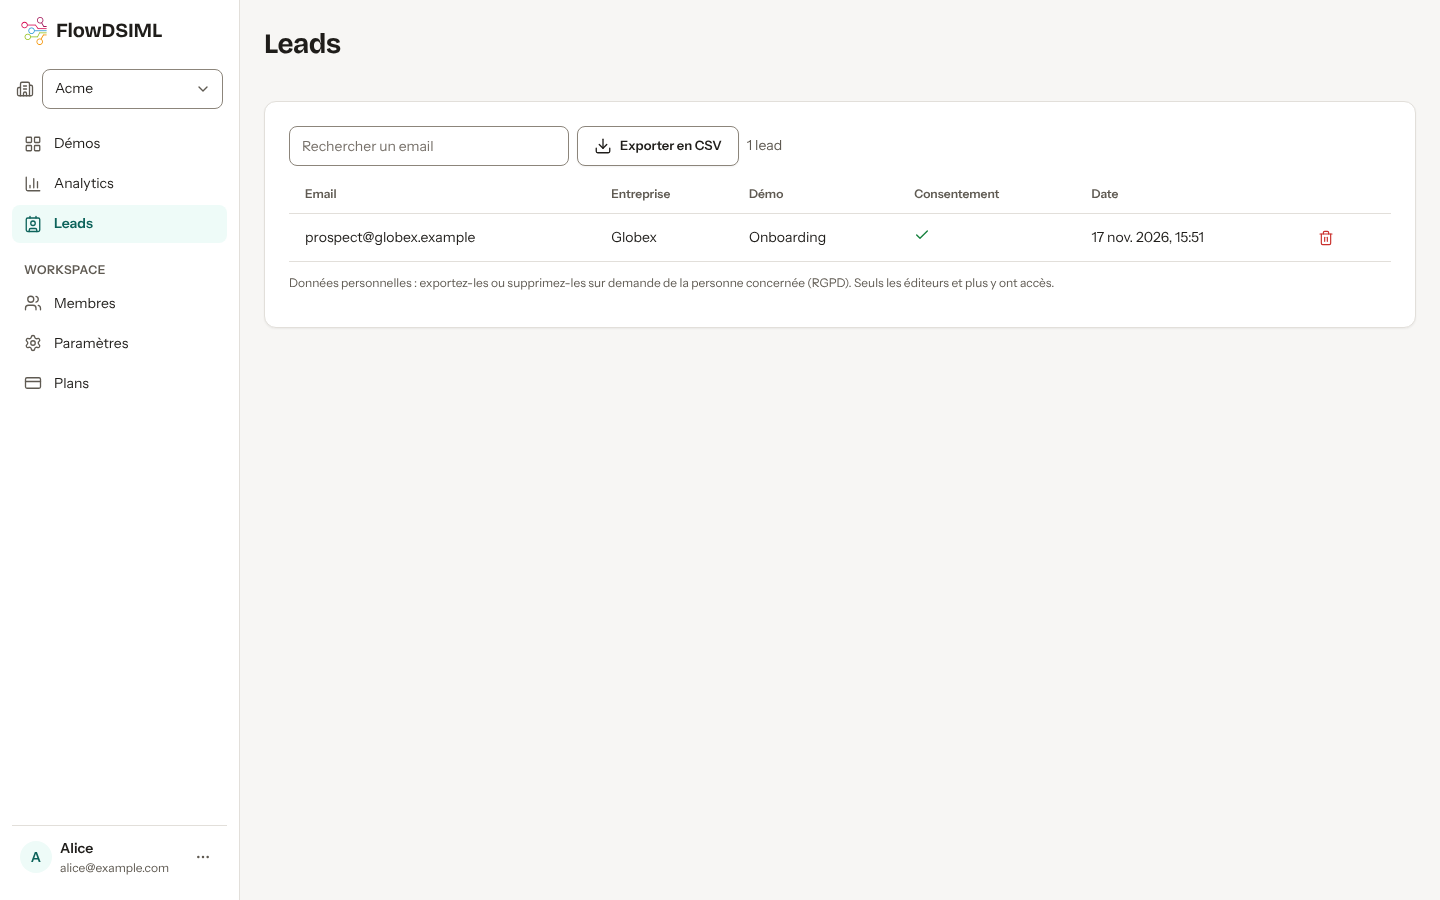 FlowDSIML
Acme
Démos
Analytics
Leads
WORKSPACE
Membres
Paramètres
Plans
A
Alice
alice@example.com
Leads
Rechercher un email
Exporter en CSV
1 lead
Email Entreprise Démo Consentement Date
prospect@globex.example Globex Onboarding 17 nov. 2026, 15:51
Données personnelles : exportez-les ou supprimez-les sur demande de la personne concernée (RGPD). Seuls les éditeurs et plus y ont accès.